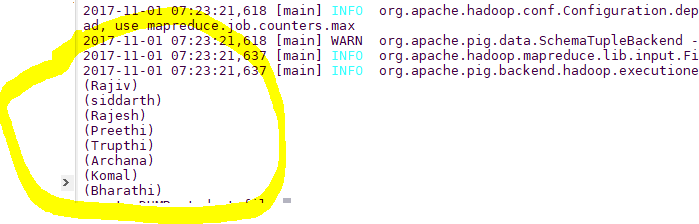 2017-11-01 07:23:21,618 [main] INFO org.apache.hadoop.conf.Configuration.dep
ad, use mapreduce.job.counters.max
2017-11-01 07:23:21,618 [main] WARN org.apache.pig.data.SchemaTupleBackend -
2017-11-01 07:23:21,637 [main] INFO org.apache.hadoop.mapreduce.lib.input.Fi
2017-11-01 07:23:21,637 [main] INFO org.apache.pig.backend.hadoop.executione
(Rajiv)
(siddarth)
(Rajesh)
(Preethi)
(Trupthi)
(Archana)
(Komal)
(Bharathi)